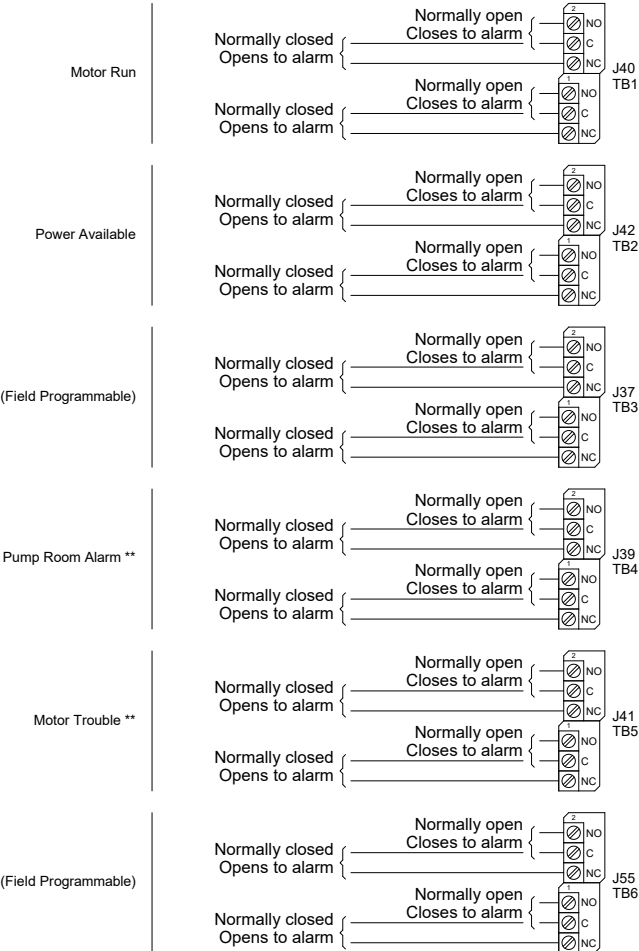 Motor Run
2
Normally open
Closes to alarm
NO
Normally closed
Opens to alarm
C
NC
1
Normally open
Closes to alarm
NO
Normally closed
Opens to alarm
C
NC
J40
TB1
Power Available
2
Normally open
Closes to alarm
NO
Normally closed
Opens to alarm
C
NC
1
Normally open
Closes to alarm
NO
Normally closed
Opens to alarm
C
NC
J42
TB2
(Field Programmable)
2
Normally open
Closes to alarm
NO
Normally closed
Opens to alarm
C
NC
1
Normally open
Closes to alarm
NO
Normally closed
Opens to alarm
C
NC
J37
TB3
Pump Room Alarm **
2
Normally open
Closes to alarm
NO
Normally closed
Opens to alarm
C
NC
1
Normally open
Closes to alarm
NO
Normally closed
Opens to alarm
C
NC
J39
TB4
Motor Trouble **
2
Normally open
Closes to alarm
NO
Normally closed
Opens to alarm
C
NC
1
Normally open
Closes to alarm
NO
Normally closed
Opens to alarm
C
NC
J41
TB5
(Field Programmable)
2
Normally open
Closes to alarm
NO
Normally closed
Opens to alarm
C
NC
1
Normally open
Closes to alarm
NO
Normally closed
Opens to alarm
C
NC
J55
TB6